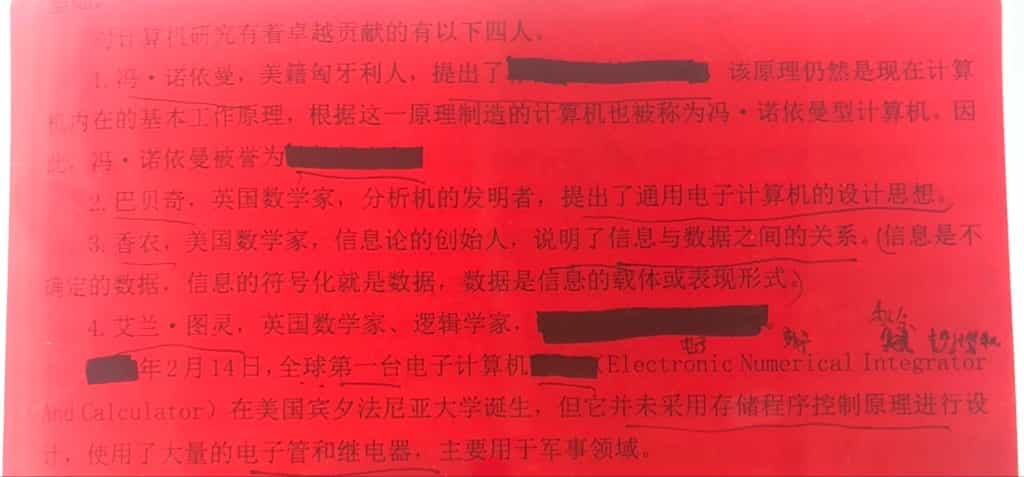 对计算机研究有着卓越贡献的有以下四人。
1.冯·诺依曼，美籍匈牙利人，提出了 该原理仍然是现在计算
机内在的基本工作原理，根据这一原理制造的计算机也被称为冯·诺依曼型计算机。因
此，冯·诺依曼被誉为
2.巴贝奇，英国数学家，分析机的发明者，提出了通用电子计算机的设计思想。
3.香农，美国数学家，信息论的创始人，说明了信息与数据之间的关系。（信息是不
确定的数据，信息的符号化就是数据，数据是信息的载体或表现形式。）
4.艾兰·图灵，英国数学家、逻辑学家， 。
年2月14日，全球第一台电子计算机 （Electronic Numerical Integrator
And Calculator）在美国宾夕法尼亚大学诞生，但它并未采用存储程序控制原理进行设
计，使用了大量的电子管和继电器，主要用于军事领域。